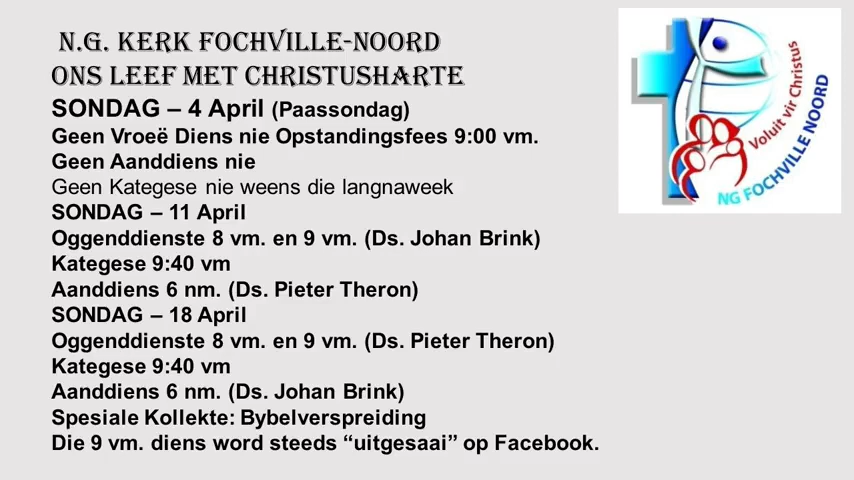 N.G. KERK FOCHVILLE-NOORD
ONS LEEF MET CHRISTUSHARTE
SONDAG – 4 April (Paassondag)
Geen Vroeë Diens nie Opstandingsfees 9:00 vm.
Geen Aanddiens nie
Geen Kategese nie weens die langnaweek
SONDAG – 11 April
Oggenddienste 8 vm. en 9 vm. (Ds. Johan Brink)
Kategese 9:40 vm
Aanddiens 6 nm. (Ds. Pieter Theron)
SONDAG – 18 April
Oggenddienste 8 vm. en 9 vm. (Ds. Pieter Theron)
Kategese 9:40 vm
Aanddiens 6 nm. (Ds. Johan Brink)
Spesiale Kollekte: Bybelverspreiding
Die 9 vm. diens word steeds “uitgesaai” op Facebook.
Voluit vir Christus
NG FOCHVILLE NOORD